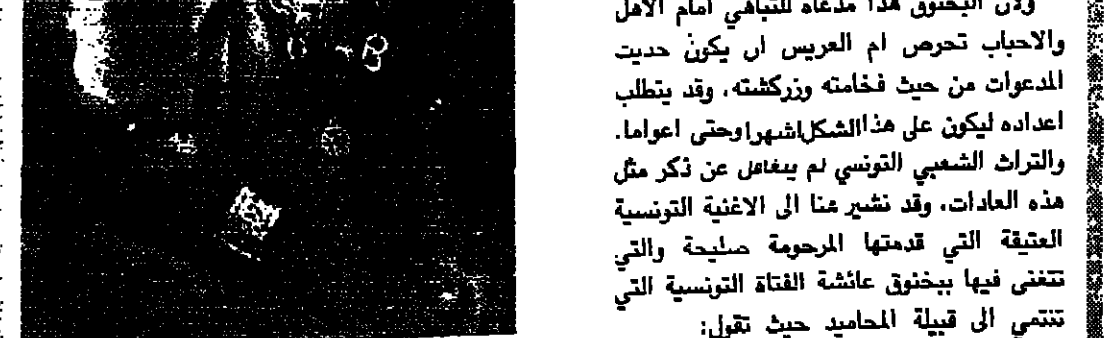 ولان البخنوق هذا مدعاه للتباهي امام الاهل
والاحباب تحرص ام العريس ان يكون حديث
المدعوات من حيث فخامته وزركشته، وقد يتطلب
اعداده ليكون على هذا الشكل اشهرا وحتى اعواما.
والتراث الشعبي التونسي لم يتغافل عن ذكر مثل
هذه العادات، وقد نشير هنا الى الاغنية التونسية
العتيقة التي قدمتها المرحومة صليحة والتي
تتغنى فيها ببخنوق عائشة الفتاة التونسية التي
تنتمي الى قبيلة المحاميد حيث تقول: